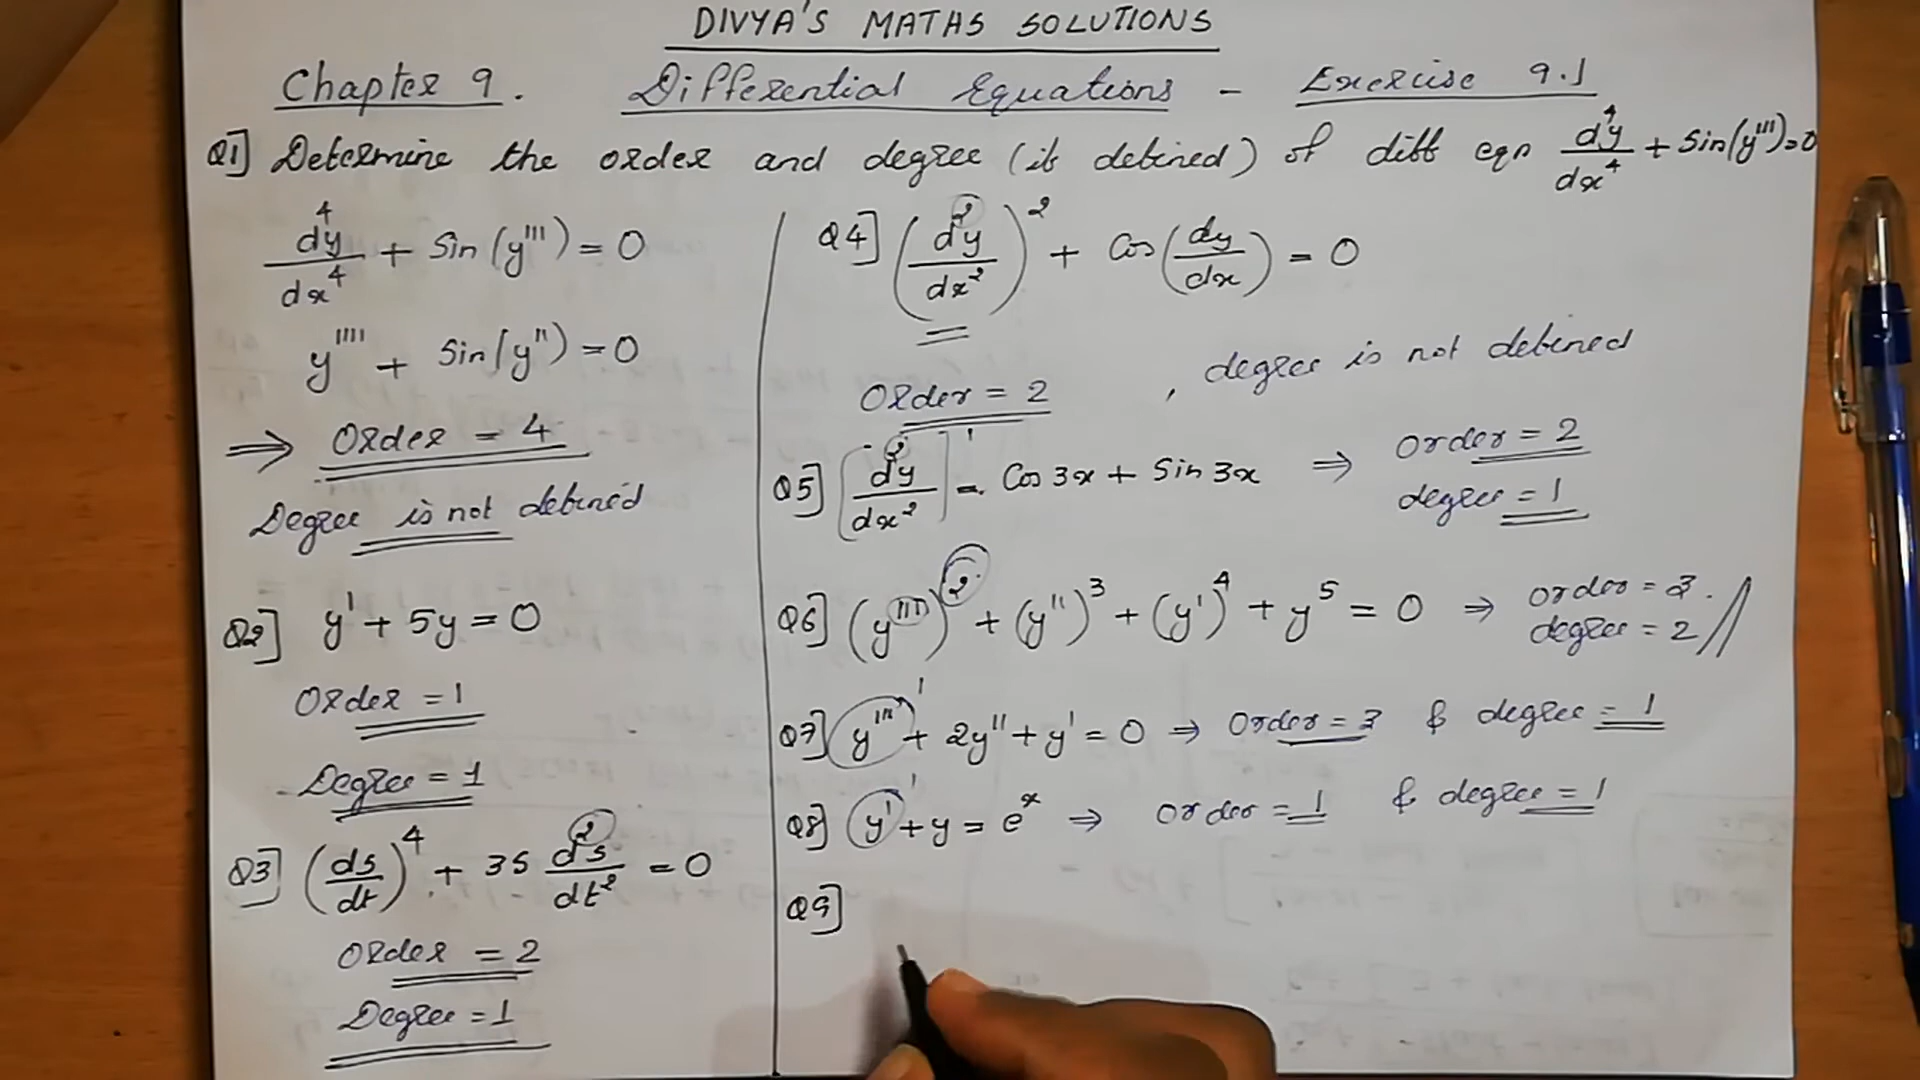 DIVYA'S MATHS SOLUTIONS
Chapter 9. Differential Equations - Exercise 9.1
Q1] Determine the order and degree (if defined) of diff eqn d⁴y/dx⁴ + Sin(y''')=0
d⁴y/dx⁴ + Sin(y''') = 0
y'''' + Sin(y''') = 0
⇒ Order = 4
Degree is not defined
Q2] y' + 5y = 0
Order = 1
Degree = 1
Q3] (ds/dt)⁴ + 3s d²s/dt² = 0
Order = 2
Degree = 1
Q4] (d²y/dx²)² + Cos(dy/dx) = 0
Order = 2 , degree is not defined
Q5] [d²y/dx²]¹ = Cos 3x + Sin 3x ⇒ order = 2
degree = 1
Q6] (y''')² + (y'')³ + (y')⁴ + y⁵ = 0 ⇒ order = 3.
degree = 2 //
Q7] y'''¹ + 2y'' + y' = 0 ⇒ Order = 3 & degree = 1
Q8] y'¹ + y = eˣ ⇒ order = 1 & degree = 1
Q9]